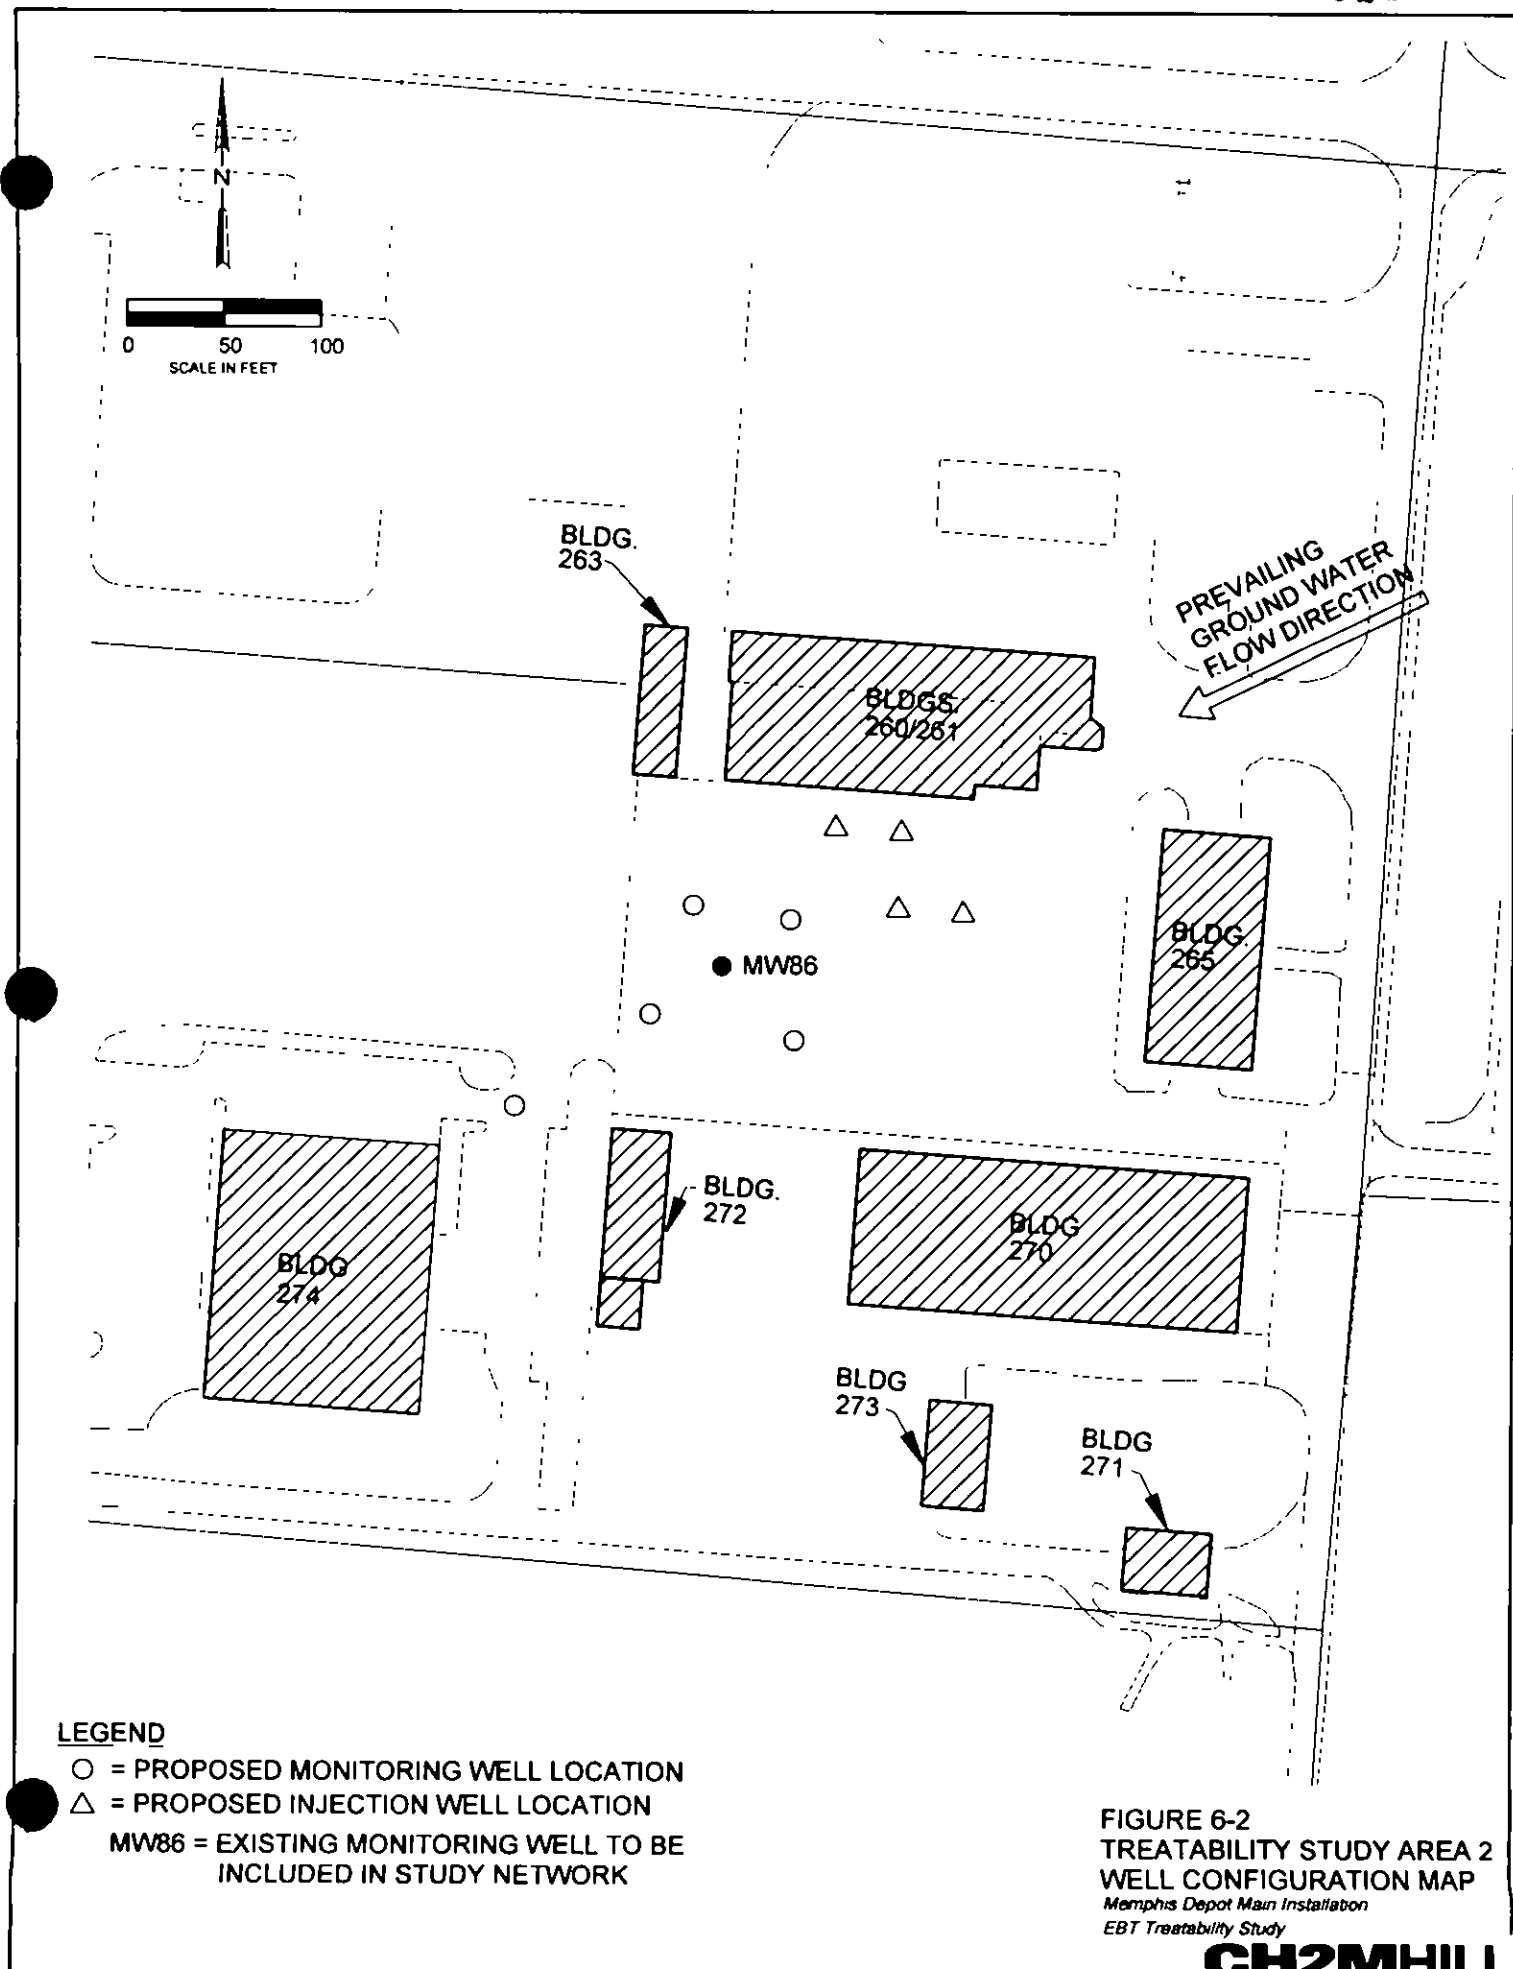 N
0 50 100
SCALE IN FEET
BLDG.
263
PREVAILING
GROUND WATER
FLOW DIRECTION
BLDGS.
260/261
BLDG.
265
MW86
BLDG.
272
BLDG
270
BLDG
274
BLDG
273
BLDG
271
LEGEND
○ = PROPOSED MONITORING WELL LOCATION
△ = PROPOSED INJECTION WELL LOCATION
MW86 = EXISTING MONITORING WELL TO BE
INCLUDED IN STUDY NETWORK
FIGURE 6-2
TREATABILITY STUDY AREA 2
WELL CONFIGURATION MAP
Memphis Depot Main Installation
EBT Treatability Study
CH2MHILL